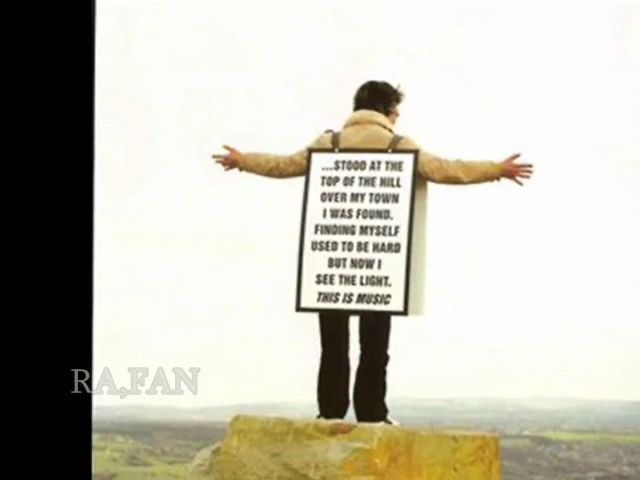 ...STOOD AT THE
TOP OF THE HILL
OVER MY TOWN
I WAS FOUND.
FINDING MYSELF
USED TO BE HARD
BUT NOW I
SEE THE LIGHT.
THIS IS MUSIC
RA,FAN